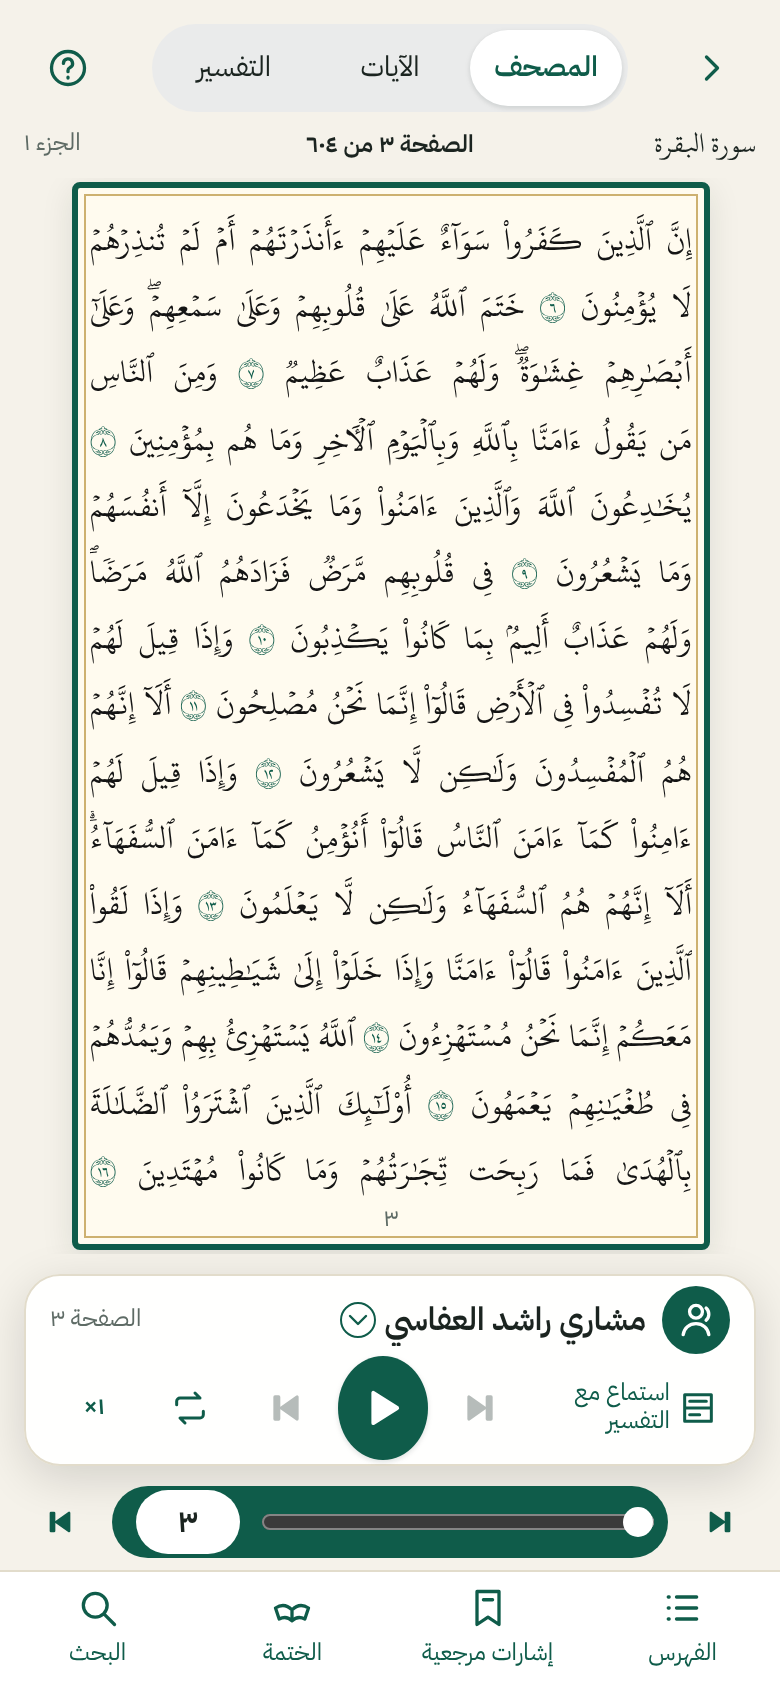 المصحف
الآيات
التفسير
سورة البقرة
الصفحة ٣ من ٦٠٤
الجزء ١
إِنَّ ٱلَّذِينَ كَفَرُوا۟ سَوَآءٌ عَلَيْهِمْ ءَأَنذَرْتَهُمْ أَمْ لَمْ تُنذِرْهُمْ
لَا يُؤْمِنُونَ ٦ خَتَمَ ٱللَّهُ عَلَىٰ قُلُوبِهِمْ وَعَلَىٰ سَمْعِهِمْ ۖ وَعَلَىٰٓ
أَبْصَـٰرِهِمْ غِشَـٰوَةٌ ۖ وَلَهُمْ عَذَابٌ عَظِيمٌ ٧ وَمِنَ ٱلنَّاسِ
مَن يَقُولُ ءَامَنَّا بِٱللَّهِ وَبِٱلْيَوْمِ ٱلْـَٔاخِرِ وَمَا هُم بِمُؤْمِنِينَ ٨
يُخَـٰدِعُونَ ٱللَّهَ وَٱلَّذِينَ ءَامَنُوا۟ وَمَا يَخْدَعُونَ إِلَّآ أَنفُسَهُمْ
وَمَا يَشْعُرُونَ ٩ فِى قُلُوبِهِم مَّرَضٌ فَزَادَهُمُ ٱللَّهُ مَرَضًا ۖ
وَلَهُمْ عَذَابٌ أَلِيمٌۢ بِمَا كَانُوا۟ يَكْذِبُونَ ١٠ وَإِذَا قِيلَ لَهُمْ
لَا تُفْسِدُوا۟ فِى ٱلْأَرْضِ قَالُوٓا۟ إِنَّمَا نَحْنُ مُصْلِحُونَ ١١ أَلَآ إِنَّهُمْ
هُمُ ٱلْمُفْسِدُونَ وَلَـٰكِن لَّا يَشْعُرُونَ ١٢ وَإِذَا قِيلَ لَهُمْ
ءَامِنُوا۟ كَمَآ ءَامَنَ ٱلنَّاسُ قَالُوٓا۟ أَنُؤْمِنُ كَمَآ ءَامَنَ ٱلسُّفَهَآءُ ۗ
أَلَآ إِنَّهُمْ هُمُ ٱلسُّفَهَآءُ وَلَـٰكِن لَّا يَعْلَمُونَ ١٣ وَإِذَا لَقُوا۟
ٱلَّذِينَ ءَامَنُوا۟ قَالُوٓا۟ ءَامَنَّا وَإِذَا خَلَوْا۟ إِلَىٰ شَيَـٰطِينِهِمْ قَالُوٓا۟ إِنَّا
مَعَكُمْ إِنَّمَا نَحْنُ مُسْتَهْزِءُونَ ١٤ ٱللَّهُ يَسْتَهْزِئُ بِهِمْ وَيَمُدُّهُمْ
فِى طُغْيَـٰنِهِمْ يَعْمَهُونَ ١٥ أُو۟لَـٰٓئِكَ ٱلَّذِينَ ٱشْتَرَوُا۟ ٱلضَّلَـٰلَةَ
بِٱلْهُدَىٰ فَمَا رَبِحَت تِّجَـٰرَتُهُمْ وَمَا كَانُوا۟ مُهْتَدِينَ ١٦
٣
مشاري راشد العفاسي
الصفحة ٣
استماع مع
التفسير
١×
٣
الفهرس
إشارات مرجعية
الختمة
البحث